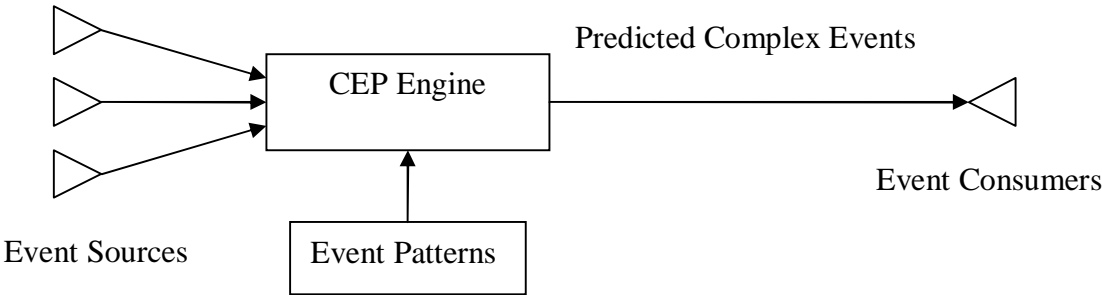 Predicted Complex Events
CEP Engine
Event Consumers
Event Sources
Event Patterns